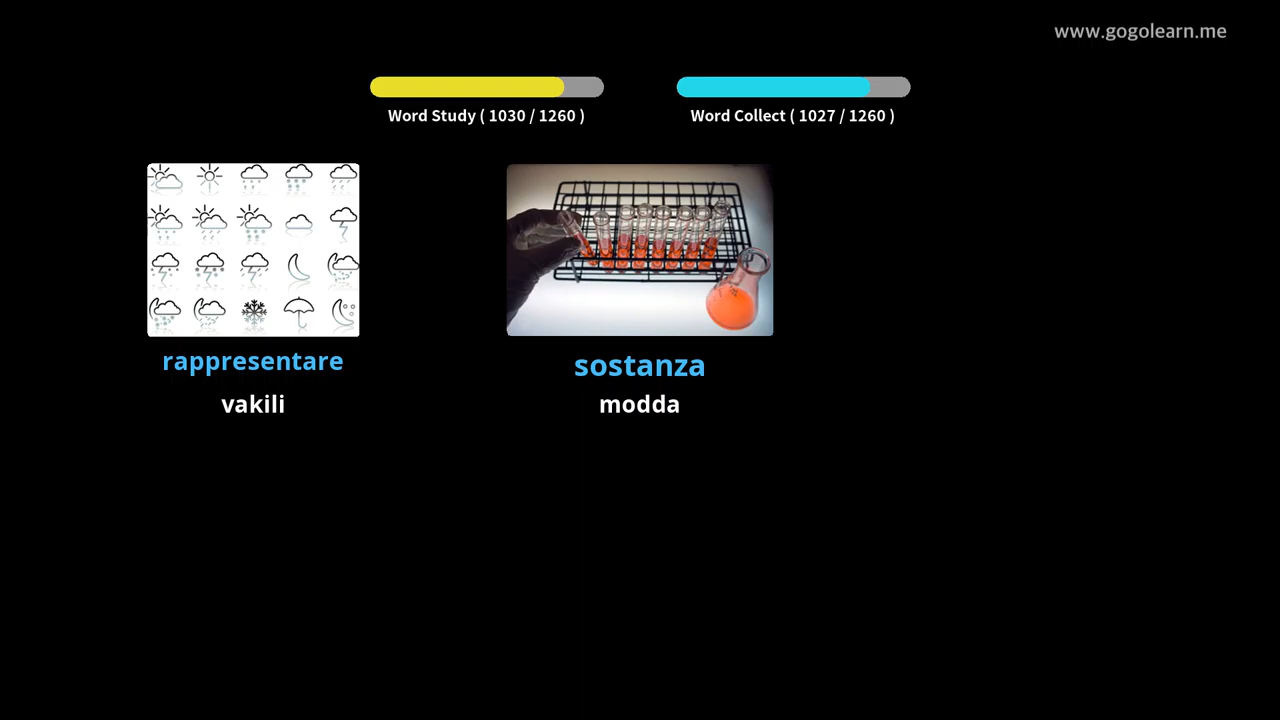 www.gogolearn.me
Word Study ( 1030 / 1260 )
Word Collect ( 1027 / 1260 )
rappresentare
vakili
sostanza
modda